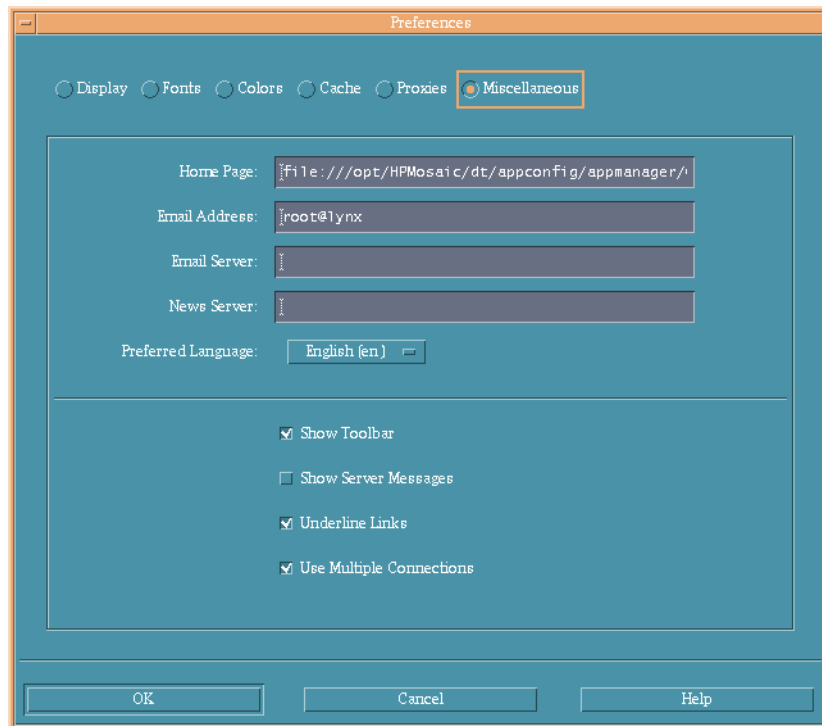 Preferences
Display Fonts Colors Cache Proxies Miscellaneous
Home Page: file:///opt/HPMosaic/dt/appconfig/appmanager/
Email Address: root@lynx
Email Server:
News Server:
Preferred Language: English (en)
Show Toolbar
Show Server Messages
Underline Links
Use Multiple Connections
OK Cancel Help